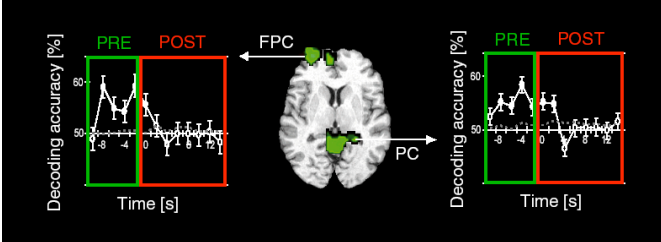 PRE POST
Decoding accuracy [%]
60
50
-8 -4 0 4 8 12
Time [s]
FPC
PC
PRE POST
Decoding accuracy [%]
60
50
-8 -4 0 4 8 12
Time [s]